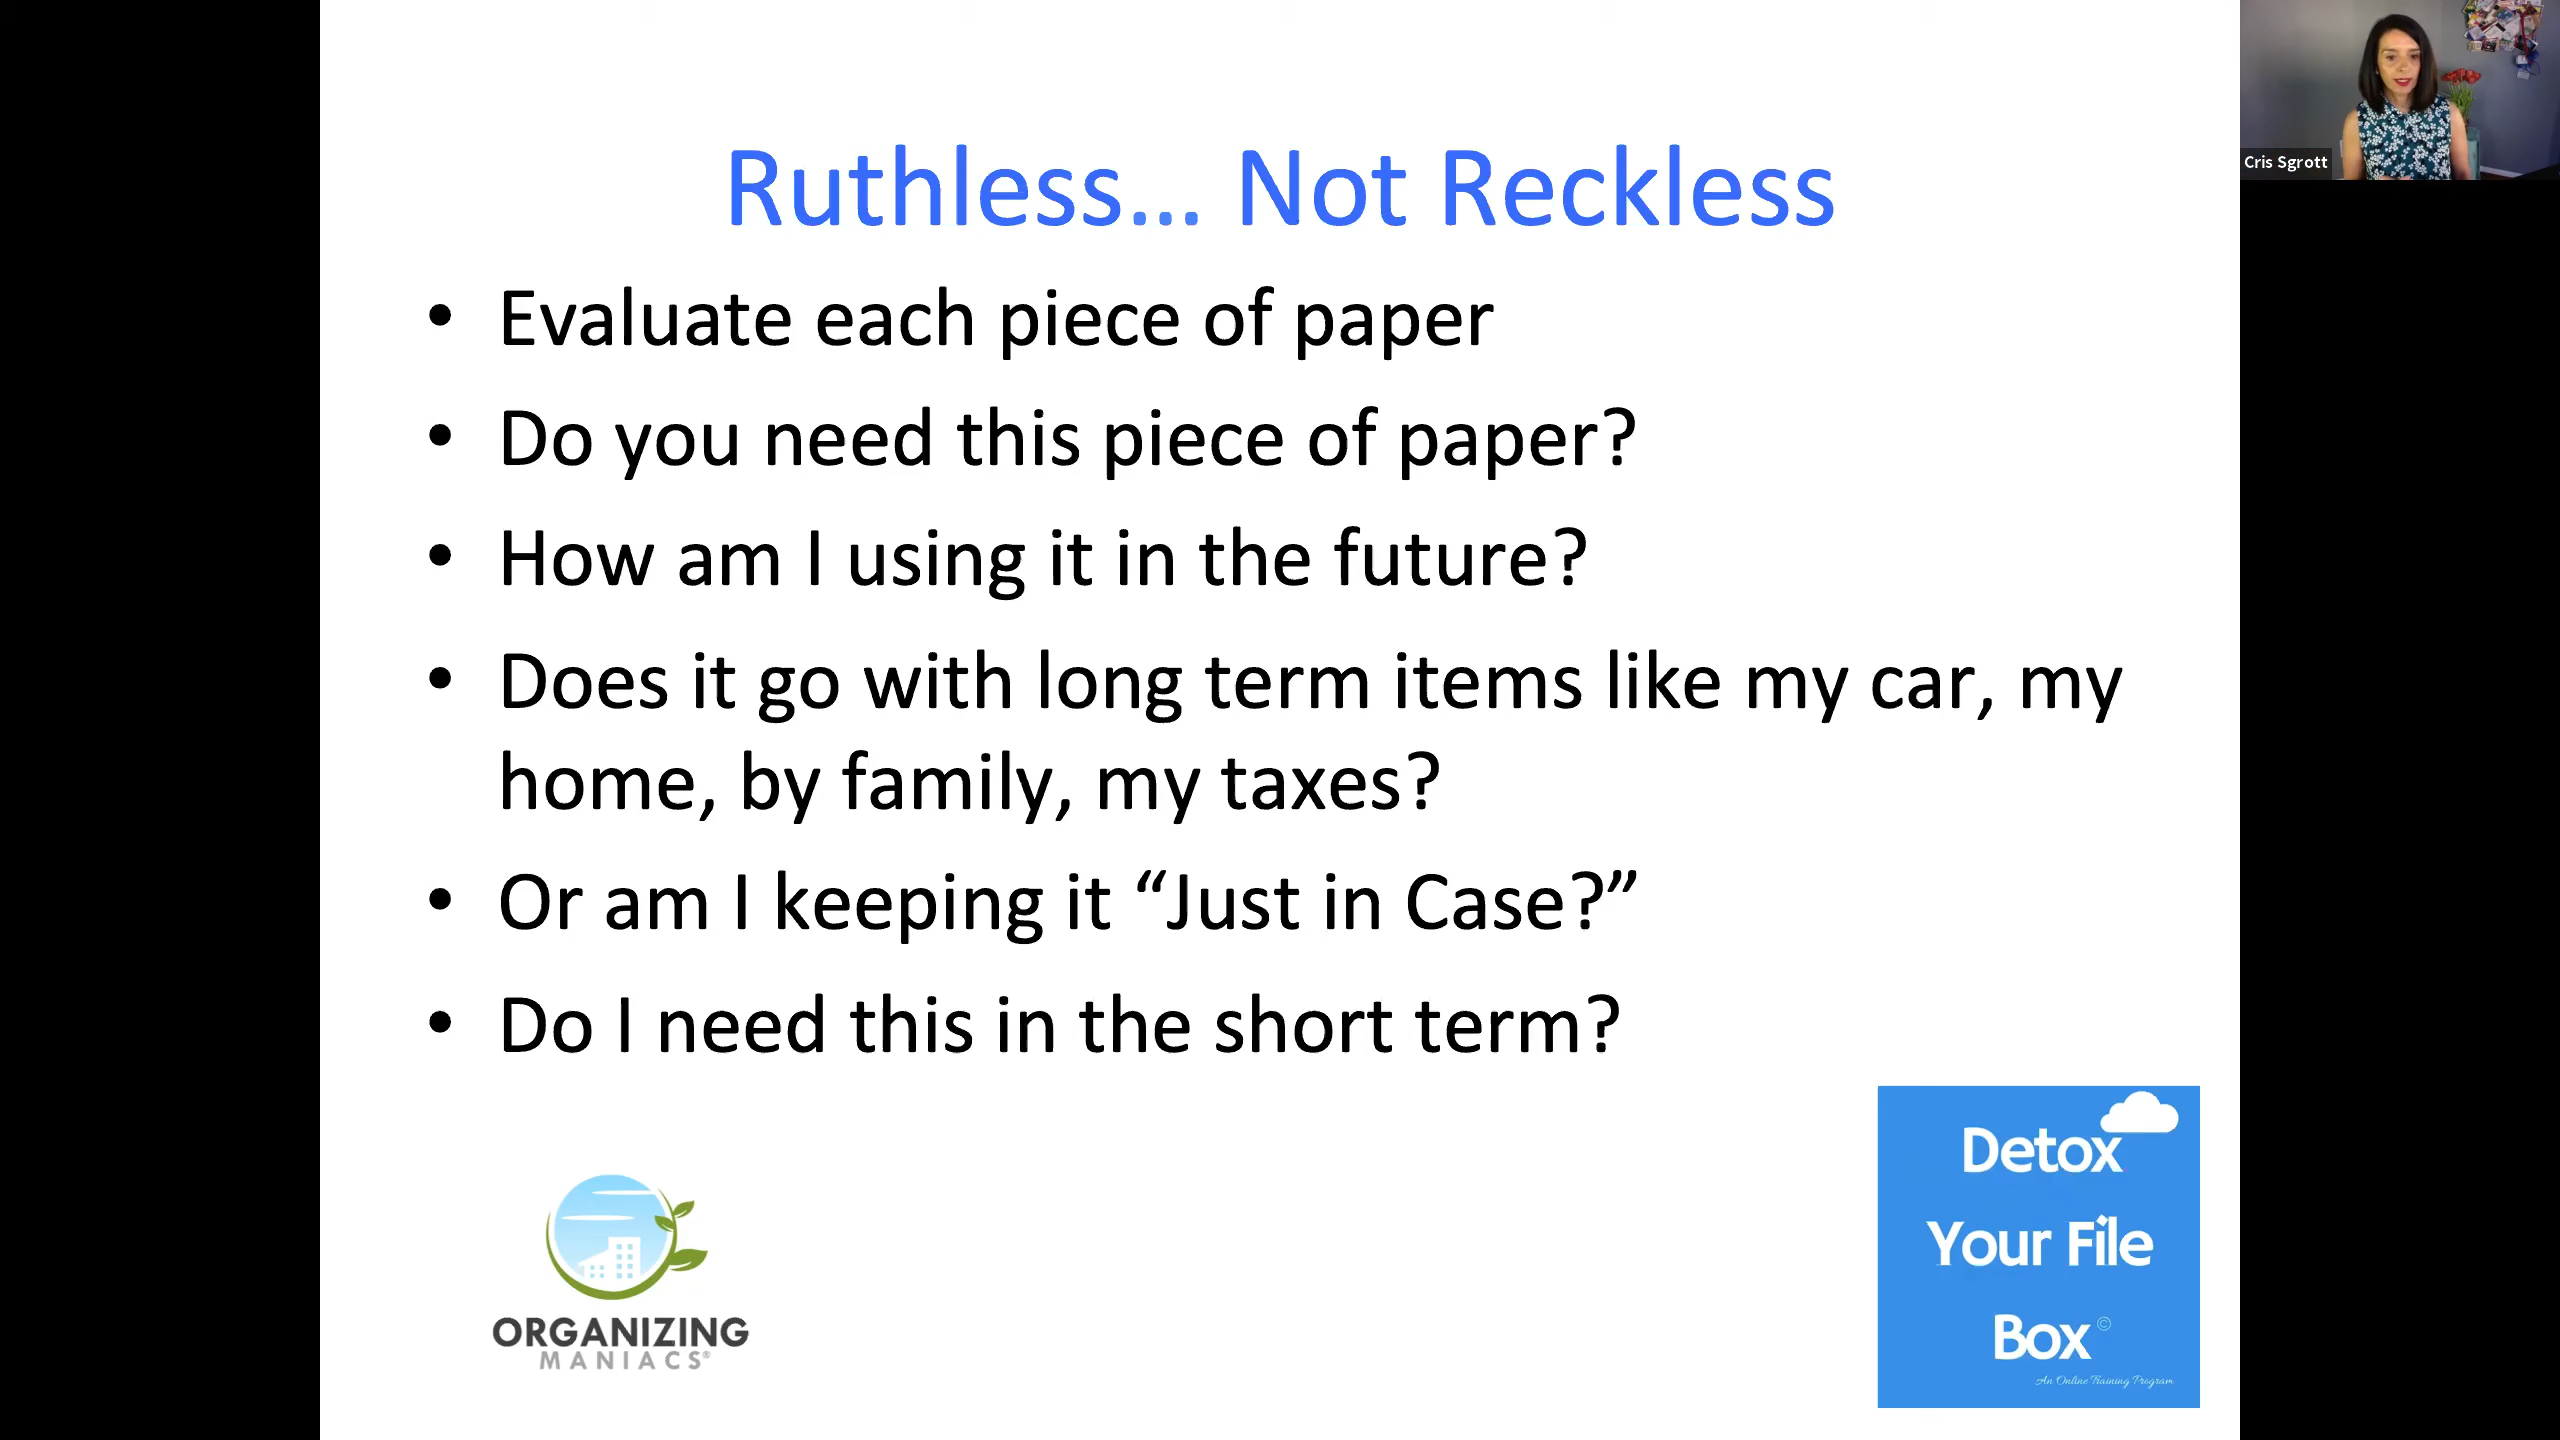 Cris Sgrott
Ruthless... Not Reckless
• Evaluate each piece of paper
• Do you need this piece of paper?
• How am I using it in the future?
• Does it go with long term items like my car, my
home, by family, my taxes?
• Or am I keeping it “Just in Case?”
• Do I need this in the short term?
ORGANIZING
MANIACS®
Detox
Your File
Box©
An Online Training Program